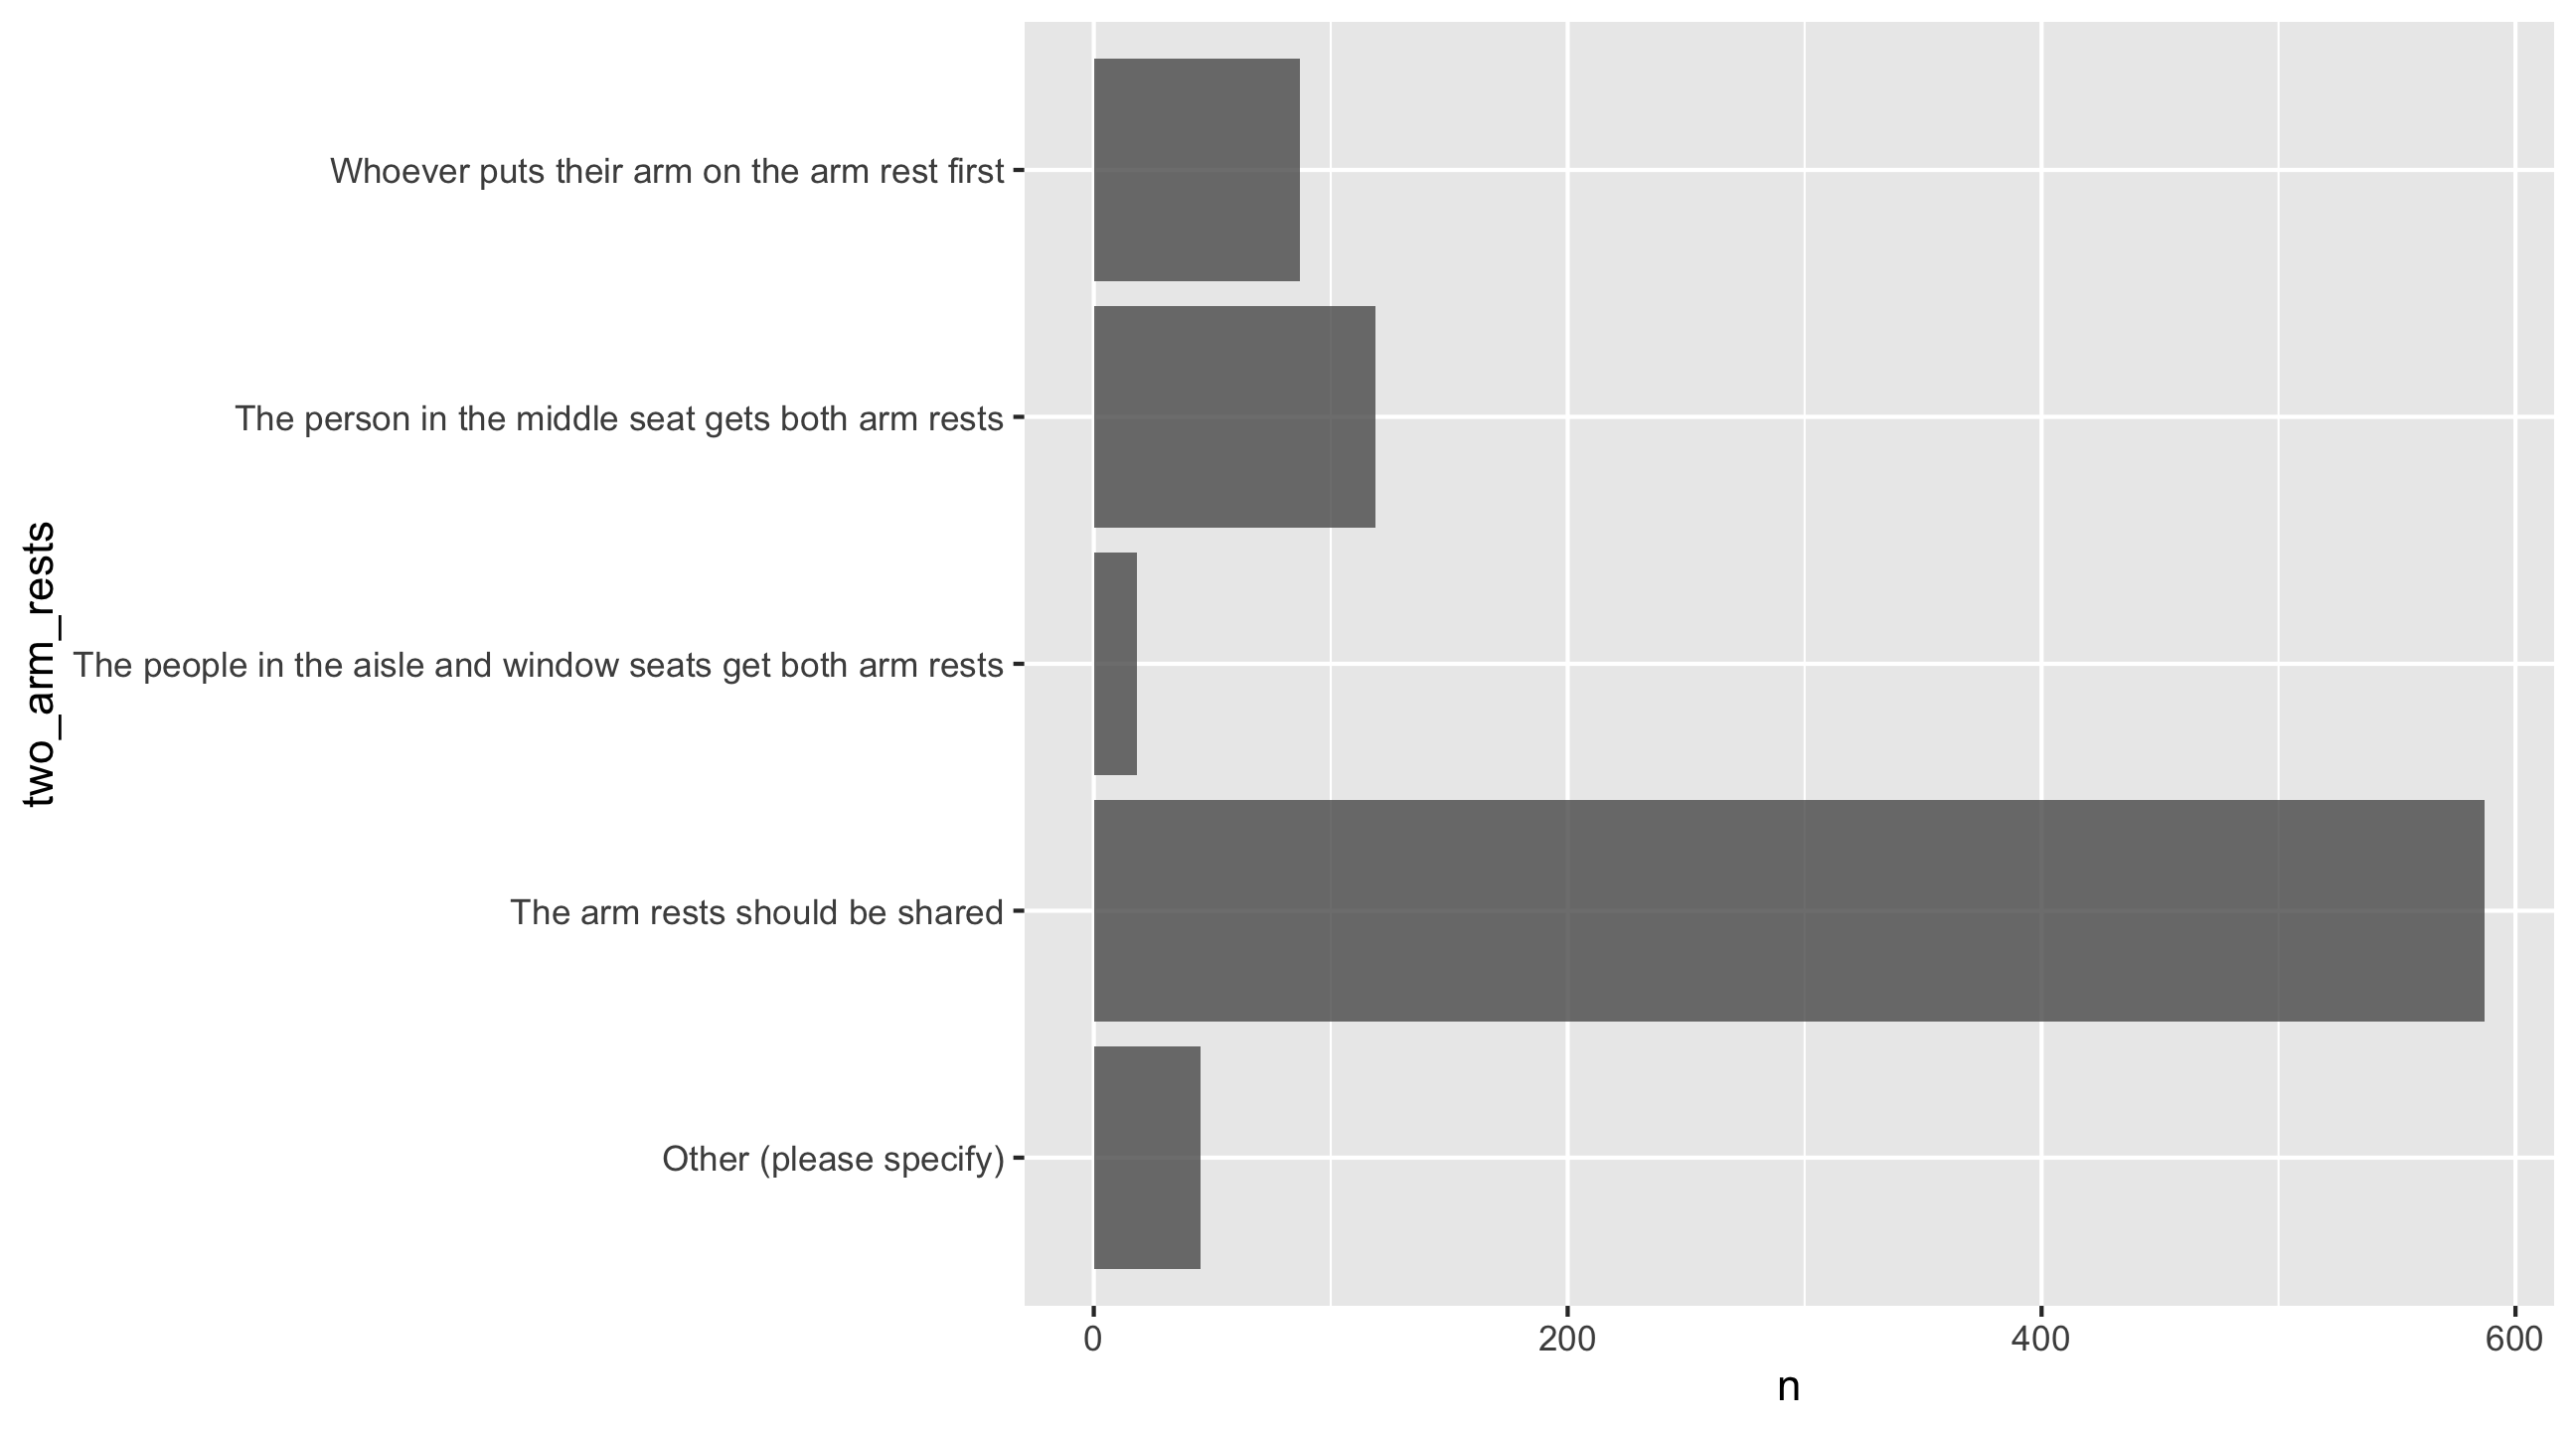 two_arm_rests
Whoever puts their arm on the arm rest first
The person in the middle seat gets both arm rests
The people in the aisle and window seats get both arm rests
The arm rests should be shared
Other (please specify)
0 200 400 600
n